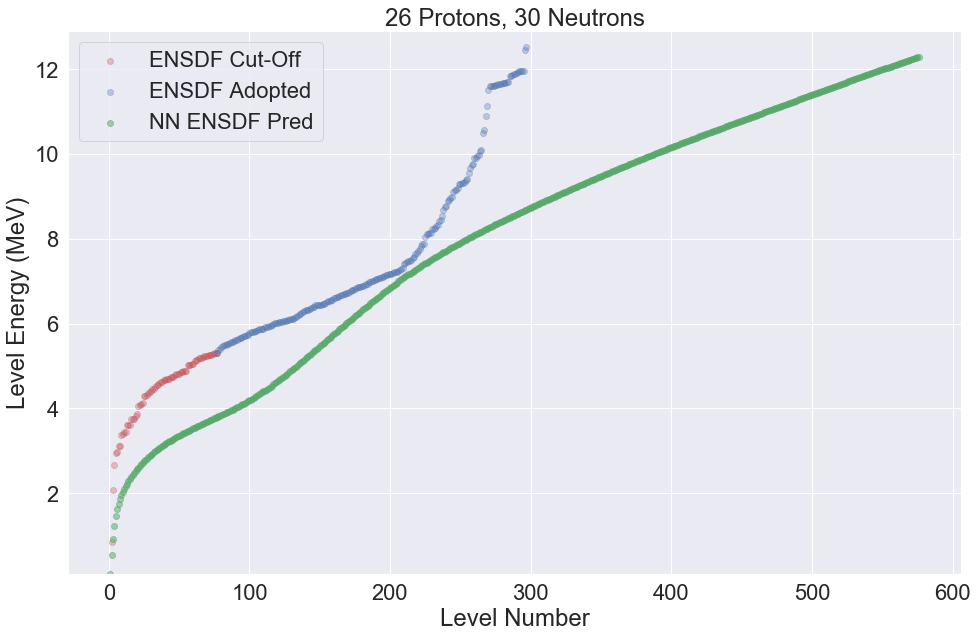 26 Protons, 30 Neutrons
ENSDF Cut-Off
ENSDF Adopted
NN ENSDF Pred
12
10
8
6
4
2
Level Energy (MeV)
0 100 200 300 400 500 600
Level Number